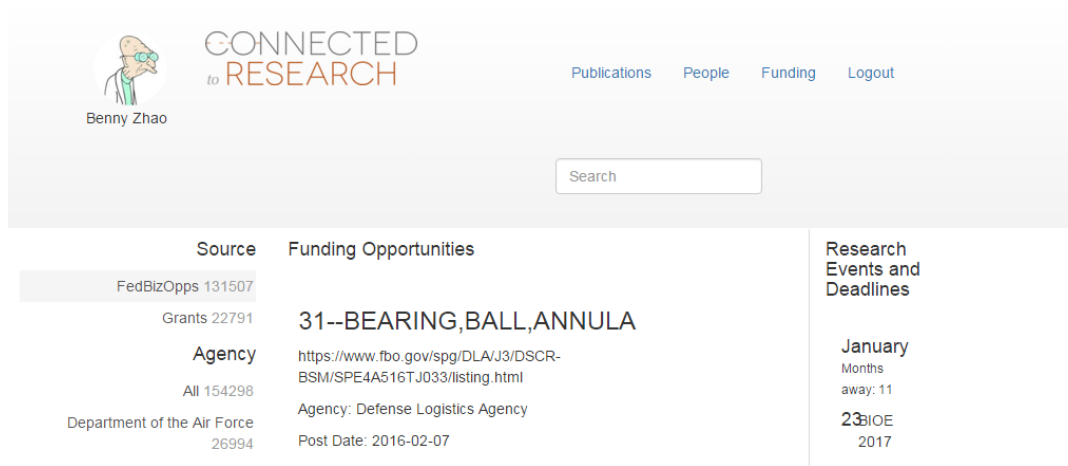 CONNECTED
to RESEARCH
Benny Zhao
Publications People Funding Logout
Search
Source
FedBizOpps 131507
Grants 22791
Agency
All 154298
Department of the Air Force
26994
Funding Opportunities
31--BEARING,BALL,ANNULA
https://www.fbo.gov/spg/DLA/J3/DSCR-
BSM/SPE4A516TJ033/listing.html
Agency: Defense Logistics Agency
Post Date: 2016-02-07
Research
Events and
Deadlines
January
Months
away: 11
23BIOE
2017